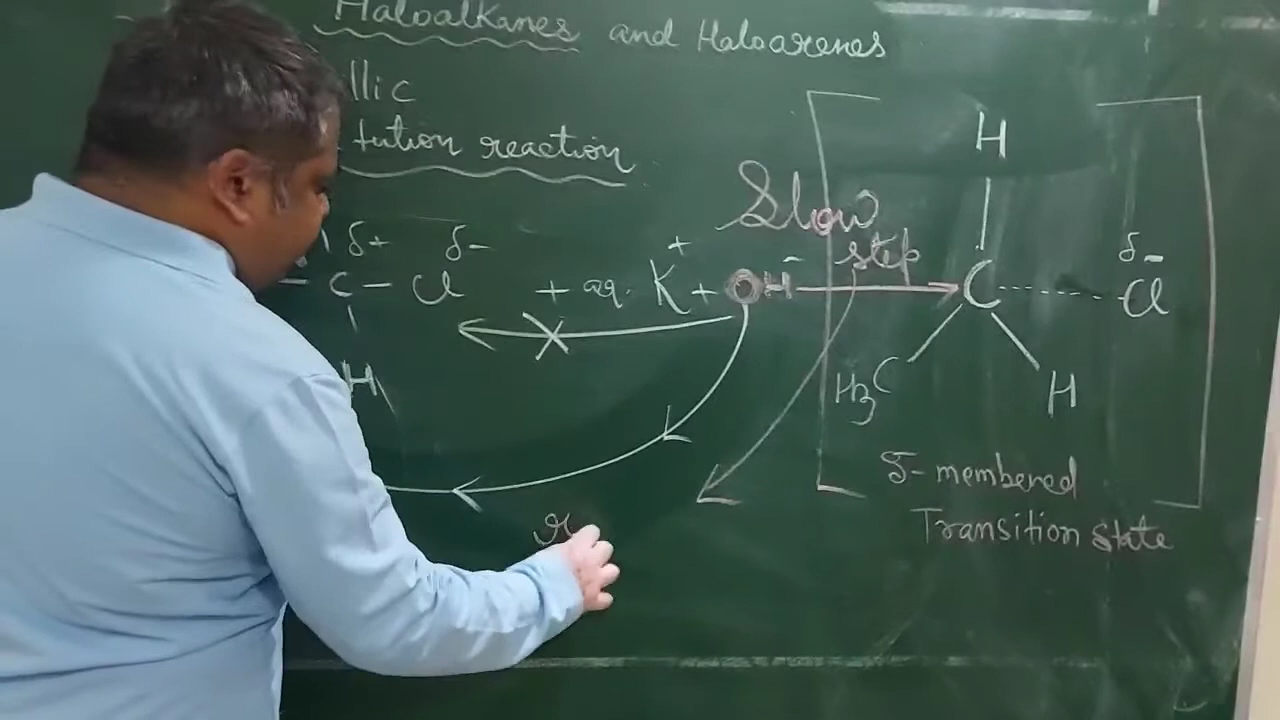 Haloalkanes and Haloarenes
llic
tution reaction
Slow
step
δ+ δ-
- C - Cl + aq. K+ + OH-
H
H
C Cl
δ-
H3C
H
5-membered
Transition state